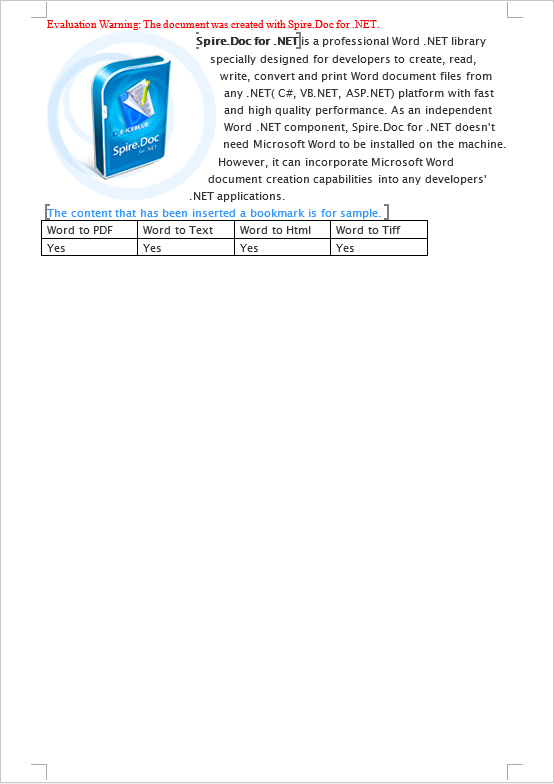 Evaluation Warning: The document was created with Spire.Doc for .NET.
Spire.Doc for .NET is a professional Word .NET library
specially designed for developers to create, read,
write, convert and print Word document files from
any .NET( C#, VB.NET, ASP.NET) platform with fast
and high quality performance. As an independent
Word .NET component, Spire.Doc for .NET doesn't
need Microsoft Word to be installed on the machine.
However, it can incorporate Microsoft Word
document creation capabilities into any developers'
.NET applications.
E-ICEBLUE
Spire.Doc
for .NET
The content that has been inserted a bookmark is for sample.
Word to PDF Word to Text Word to Html Word to Tiff
Yes Yes Yes Yes